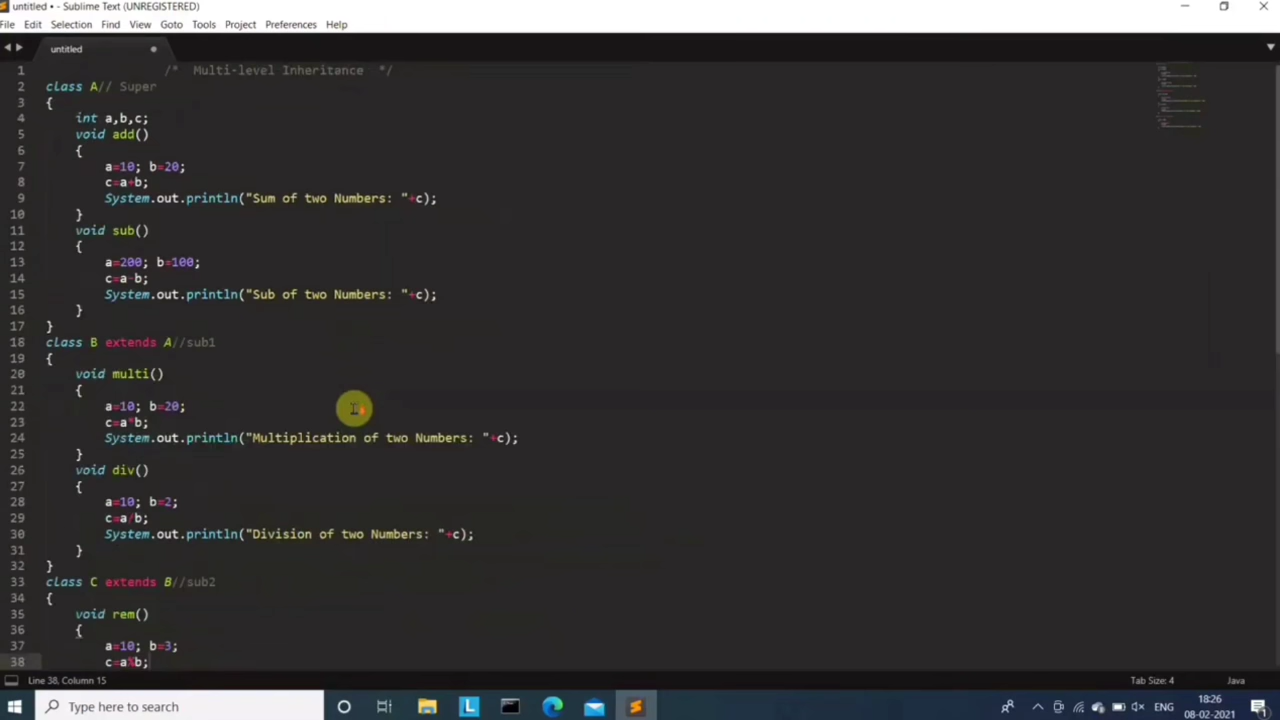 untitled • - Sublime Text (UNREGISTERED)
File Edit Selection Find View Goto Tools Project Preferences Help
untitled
1 /* Multi-level Inheritance */
2 class A// Super
3 {
4 int a,b,c;
5 void add()
6 {
7 a=10; b=20;
8 c=a+b;
9 System.out.println("Sum of two Numbers: "+c);
10 }
11 void sub()
12 {
13 a=200; b=100;
14 c=a-b;
15 System.out.println("Sub of two Numbers: "+c);
16 }
17 }
18 class B extends A//sub1
19 {
20 void multi()
21 {
22 a=10; b=20;
23 c=a*b;
24 System.out.println("Multiplication of two Numbers: "+c);
25 }
26 void div()
27 {
28 a=10; b=2;
29 c=a/b;
30 System.out.println("Division of two Numbers: "+c);
31 }
32 }
33 class C extends B//sub2
34 {
35 void rem()
36 {
37 a=10; b=3;
38 c=a%b;
Line 38, Column 15 Tab Size: 4 Java
Type here to search ENG 18:26
08-02-2021